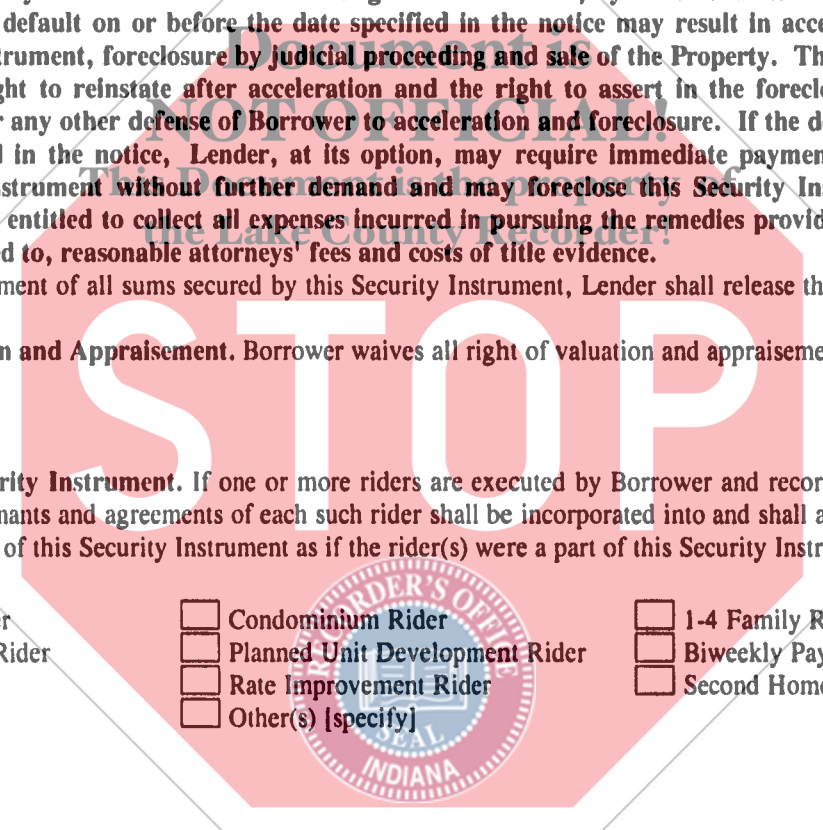 default on or before the date specified in the notice may result in acce
trument, foreclosure by judicial proceeding and sale of the Property. Th
ght to reinstate after acceleration and the right to assert in the foreclo
r any other defense of Borrower to acceleration and foreclosure. If the d
l in the notice, Lender, at its option, may require immediate payment
strument without further demand and may foreclose this Security In
entitled to collect all expenses incurred in pursuing the remedies provid
d to, reasonable attorneys' fees and costs of title evidence.
ment of all sums secured by this Security Instrument, Lender shall release th
n and Appraisement. Borrower waives all right of valuation and appraiseme
rity Instrument. If one or more riders are executed by Borrower and recor
nants and agreements of each such rider shall be incorporated into and shall a
of this Security Instrument as if the rider(s) were a part of this Security Instr
r Condominium Rider 1-4 Family R
Rider Planned Unit Development Rider Biweekly Pay
Rate Improvement Rider Second Home
Other(s) [specify]
Document is
NOT OFFICIAL!
This Document is the property of
the Lake County Recorder!
STOP
RECORDER'S OFFICE
SEAL
INDIANA